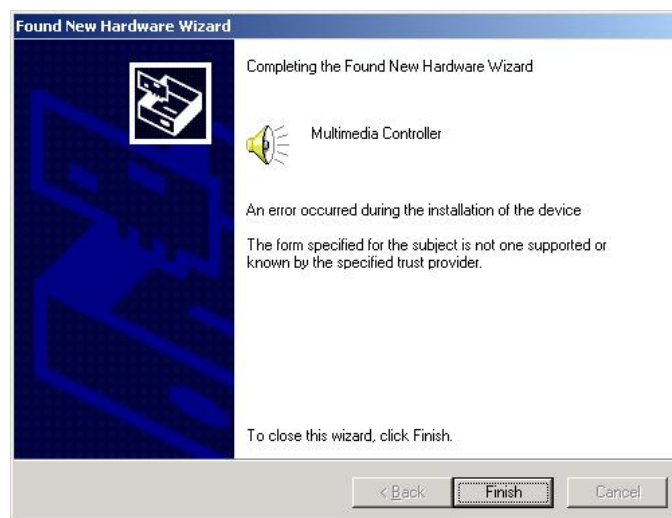 Found New Hardware Wizard
Completing the Found New Hardware Wizard
Multimedia Controller
An error occurred during the installation of the device
The form specified for the subject is not one supported or
known by the specified trust provider.
To close this wizard, click Finish.
< Back
Finish
Cancel